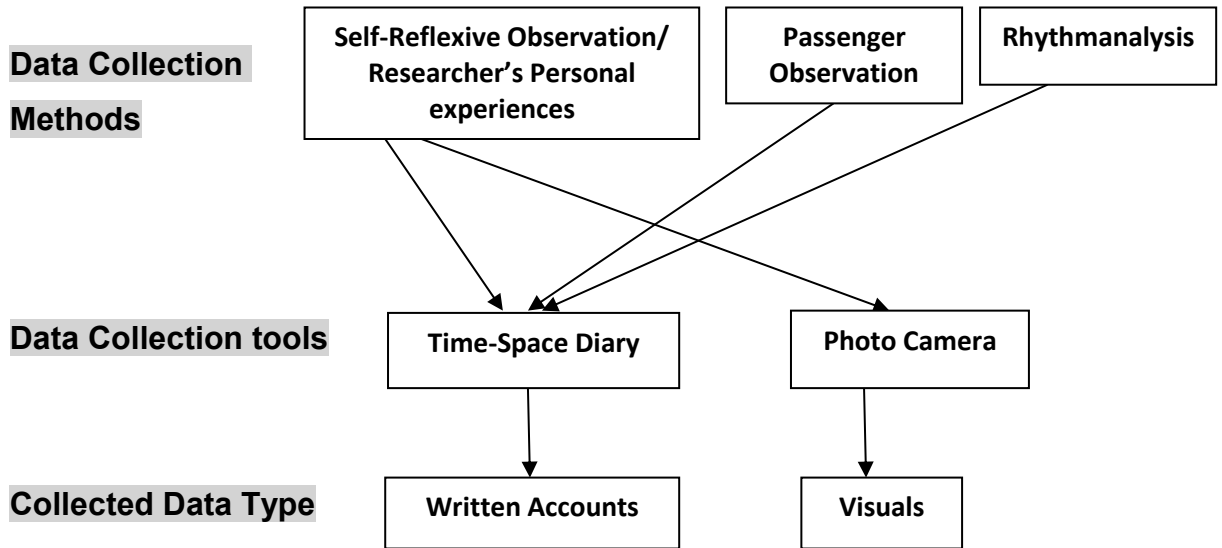 Data Collection
Methods
Self-Reflexive Observation/
Researcher's Personal
experiences
Passenger
Observation
Rhythmanalysis
Data Collection tools
Time-Space Diary
Photo Camera
Collected Data Type
Written Accounts
Visuals